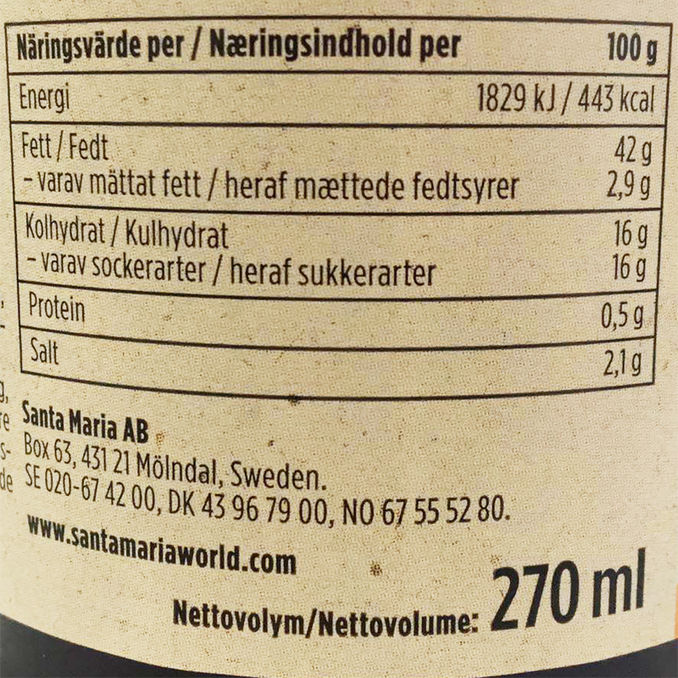 Näringsvärde per / Næringsindhold per 100 g
Energi 1829 kJ / 443 kcal
Fett / Fedt 42 g
- varav mättat fett / heraf mættede fedtsyrer 2,9 g
Kolhydrat / Kulhydrat 16 g
- varav sockerarter / heraf sukkerarter 16 g
Protein 0,5 g
Salt 2,1 g
Santa Maria AB
Box 63, 431 21 Mölndal, Sweden.
SE 020-67 42 00, DK 43 96 79 00, NO 67 55 52 80.
www.santamariaworld.com
Nettovolym/Nettovolume: 270 ml